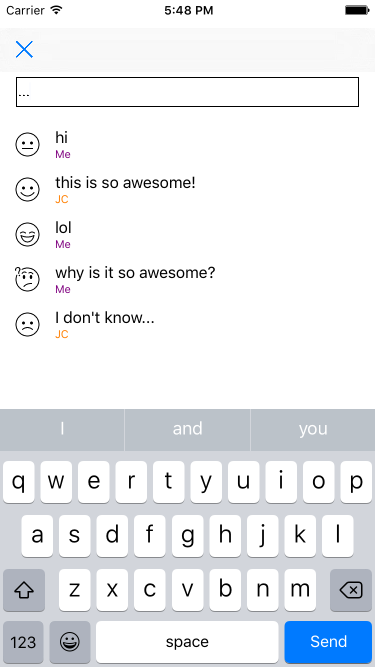 Carrier 5:48 PM
...
hi
Me
this is so awesome!
JC
lol
Me
why is it so awesome?
Me
I don't know...
JC
I and you
q w e r t y u i o p
a s d f g h j k l
z x c v b n m
123 space Send